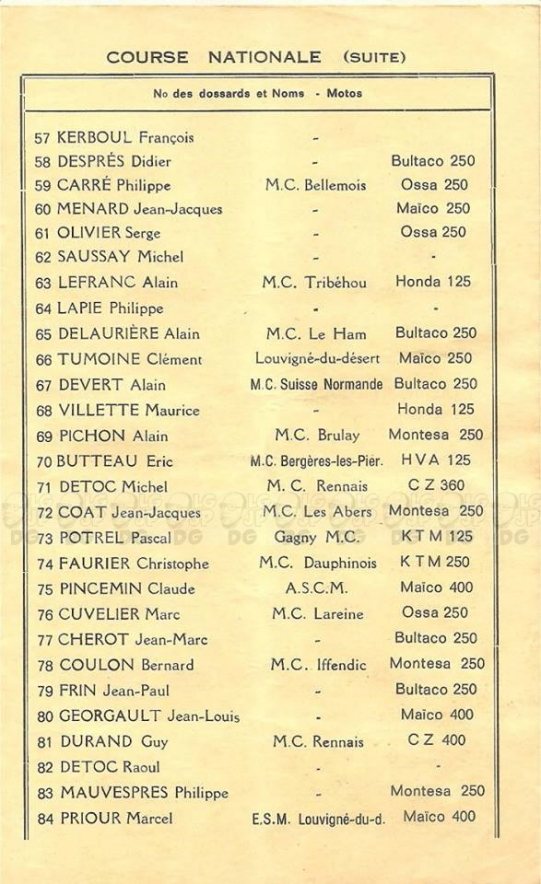 COURSE NATIONALE (SUITE)
No des dossards et Noms - Motos
57 KERBOUL François -
58 DESPRÉS Didier - Bultaco 250
59 CARRÉ Philippe M.C. Bellemois Ossa 250
60 MENARD Jean-Jacques - Maïco 250
61 OLIVIER Serge - Ossa 250
62 SAUSSAY Michel - -
63 LEFRANC Alain M.C. Tribéhou Honda 125
64 LAPIE Philippe - -
65 DELAURIÈRE Alain M.C. Le Ham Bultaco 250
66 TUMOINE Clément Louvigné-du-désert Maïco 250
67 DEVERT Alain M.C. Suisse Normande Bultaco 250
68 VILLETTE Maurice - Honda 125
69 PICHON Alain M.C. Brulay Montesa 250
70 BUTTEAU Eric M.C. Bergères-les-Pier. HVA 125
71 DETOC Michel M. C. Rennais CZ 360
72 COAT Jean-Jacques M.C. Les Abers Montesa 250
73 POTREL Pascal Gagny M.C. KTM 125
74 FAURIER Christophe M.C. Dauphinois KTM 250
75 PINCEMIN Claude A.S.C.M. Maïco 400
76 CUVELIER Marc M.C. Lareine Ossa 250
77 CHEROT Jean-Marc - Bultaco 250
78 COULON Bernard M.C. Iffendic Montesa 250
79 FRIN Jean-Paul - Bultaco 250
80 GEORGAULT Jean-Louis - Maïco 400
81 DURAND Guy M.C. Rennais CZ 400
82 DETOC Raoul - -
83 MAUVESPRES Philippe - Montesa 250
84 PRIOUR Marcel E.S.M. Louvigné-du-d. Maïco 400